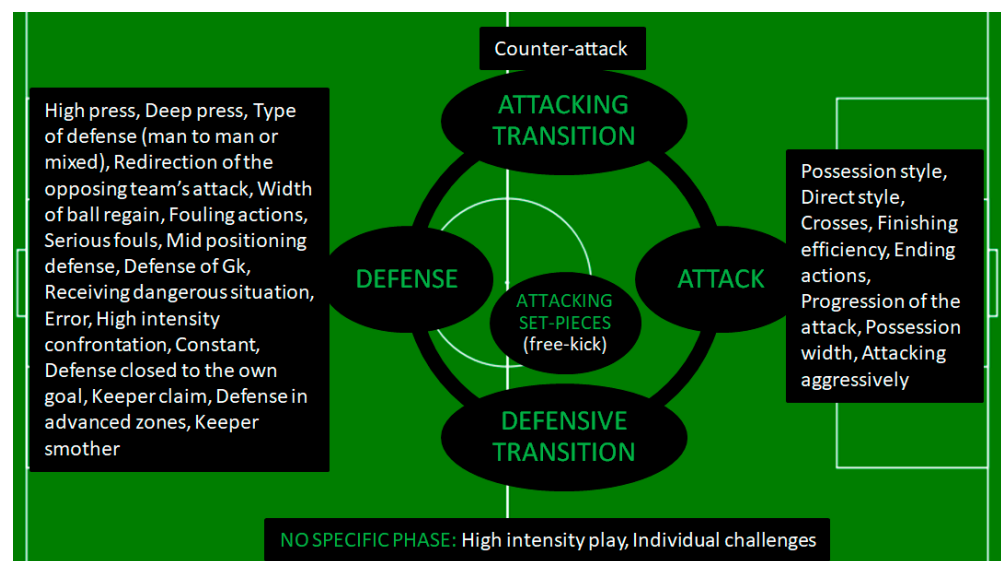 Counter-attack
ATTACKING
TRANSITION
High press, Deep press, Type
of defense (man to man or
mixed), Redirection of the
opposing team's attack, Width
of ball regain, Fouling actions,
Serious fouls, Mid positioning
defense, Defense of Gk,
Receiving dangerous situation,
Error, High intensity
confrontation, Constant,
Defense closed to the own
goal, Keeper claim, Defense in
advanced zones, Keeper
smother
DEFENSE
ATTACKING
SET-PIECES
(free-kick)
ATTACK
Possession style,
Direct style,
Crosses, Finishing
efficiency, Ending
actions,
Progression of the
attack, Possession
width, Attacking
aggressively
DEFENSIVE
TRANSITION
NO SPECIFIC PHASE: High intensity play, Individual challenges